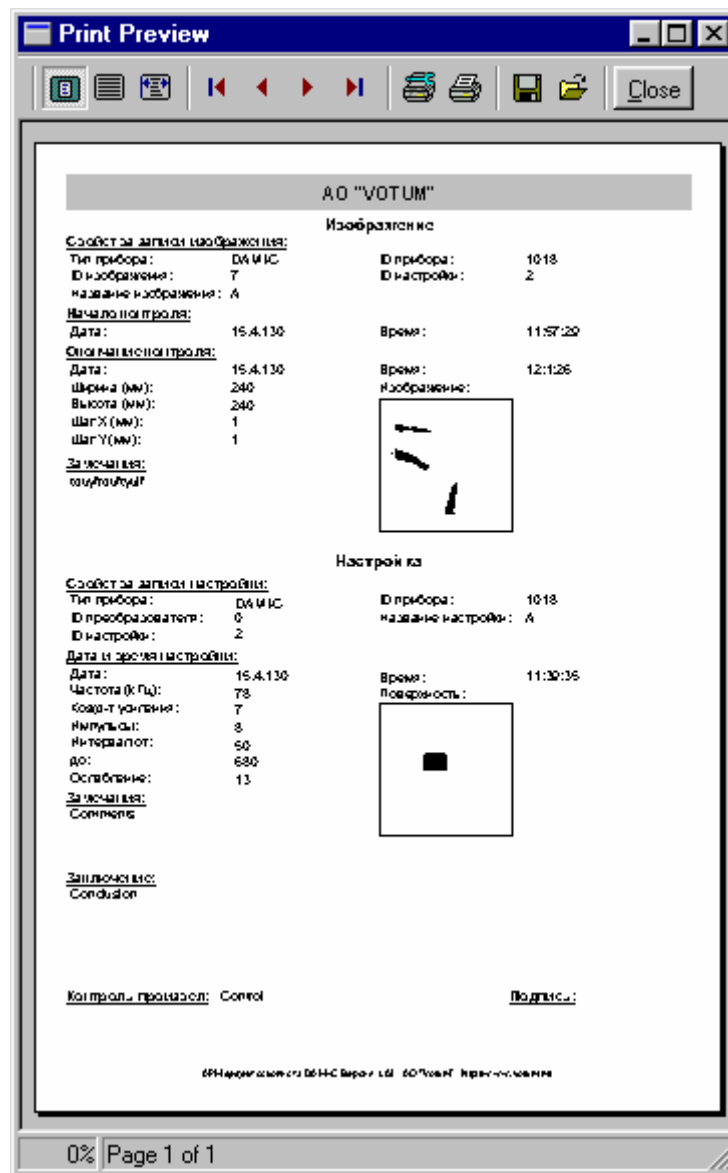 Print Preview
Close
АО "VOTUM"
Изображение
Свойства записи изображения:
Тип прибора: DAMIC ID прибора: 1018
ID изображения: 7 ID настройки: 2
Название изображения: A
Начало контроля:
Дата: 15.4.130 Время: 11:57:29
Окончание контроля:
Дата: 15.4.130 Время: 12:1:26
Ширина (мм): 240 Изображение:
Высота (мм): 240
Шаг X (мм): 1
Шаг Y (мм): 1
Замечания:
Настройка
Свойства записи настройки:
Тип прибора: DAMIC ID прибора: 1018
ID преобразователя: 0 Название настройки: A
ID настройки: 2
Дата и время настройки:
Дата: 15.4.130 Время: 11:39:35
Частота (kГц): 78 Поверхность:
Коэф-т усиления: 7
Импульсы: 8
Интервал от: 50
до: 680
Ослабление: 13
Замечания:
Comments
Заключение:
Conclusion
Контроль произвел: Control Подпись:
0% Page 1 of 1